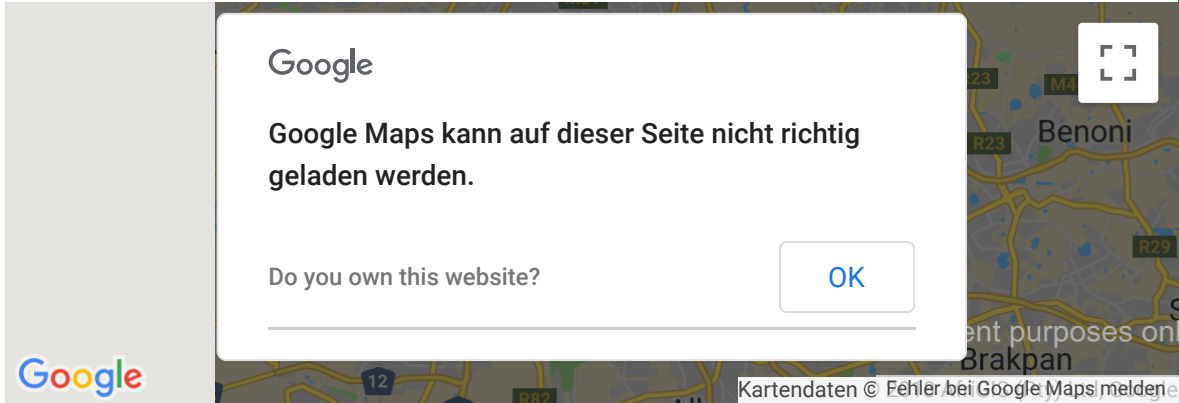 Google
Google Maps kann auf dieser Seite nicht richtig
geladen werden.
Do you own this website?
OK
R23
M4
Benoni
R23
R29
purposes
Brakpan
12
R82
Google
Kartendaten ©
Fehler bei Google Maps melden